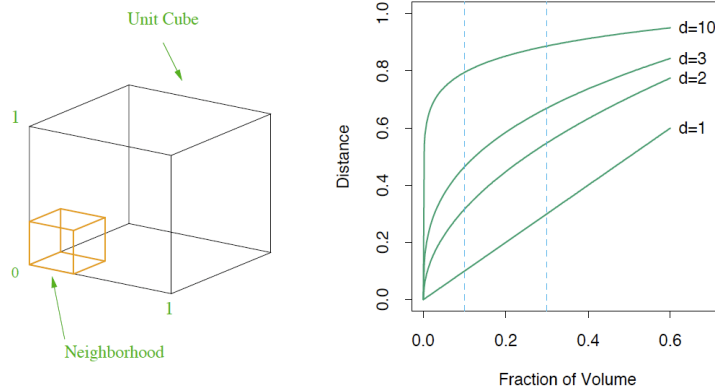 Unit Cube
1
0
1
Neighborhood
1.0
0.8
0.6
0.4
0.2
0.0
Distance
d=10
d=3
d=2
d=1
0.0 0.2 0.4 0.6
Fraction of Volume